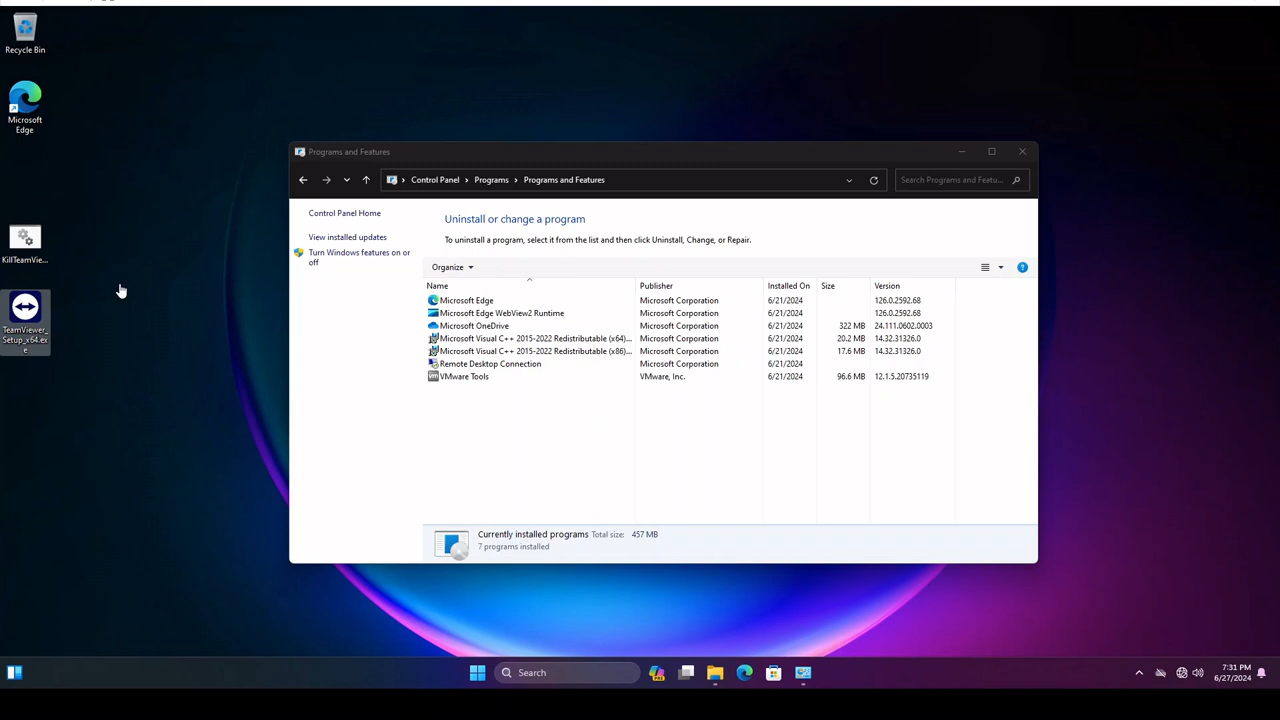 Recycle Bin
Microsoft
Edge
KillTeamVie...
TeamViewer_
Setup_x64.ex
e
Programs and Features
Control Panel > Programs > Programs and Features
Search Programs and Featu...
Control Panel Home
View installed updates
Turn Windows features on or
off
Uninstall or change a program
To uninstall a program, select it from the list and then click Uninstall, Change, or Repair.
Organize
Name Publisher Installed On Size Version
Microsoft Edge Microsoft Corporation 6/21/2024 126.0.2592.68
Microsoft Edge WebView2 Runtime Microsoft Corporation 6/21/2024 126.0.2592.68
Microsoft OneDrive Microsoft Corporation 6/21/2024 322 MB 24.111.0602.0003
Microsoft Visual C++ 2015-2022 Redistributable (x64)... Microsoft Corporation 6/21/2024 20.2 MB 14.32.31326.0
Microsoft Visual C++ 2015-2022 Redistributable (x86)... Microsoft Corporation 6/21/2024 17.6 MB 14.32.31326.0
Remote Desktop Connection Microsoft Corporation 6/21/2024
VMware Tools VMware, Inc. 6/21/2024 96.6 MB 12.1.5.20735119
Currently installed programs Total size: 457 MB
7 programs installed
Search
7:31 PM
6/27/2024